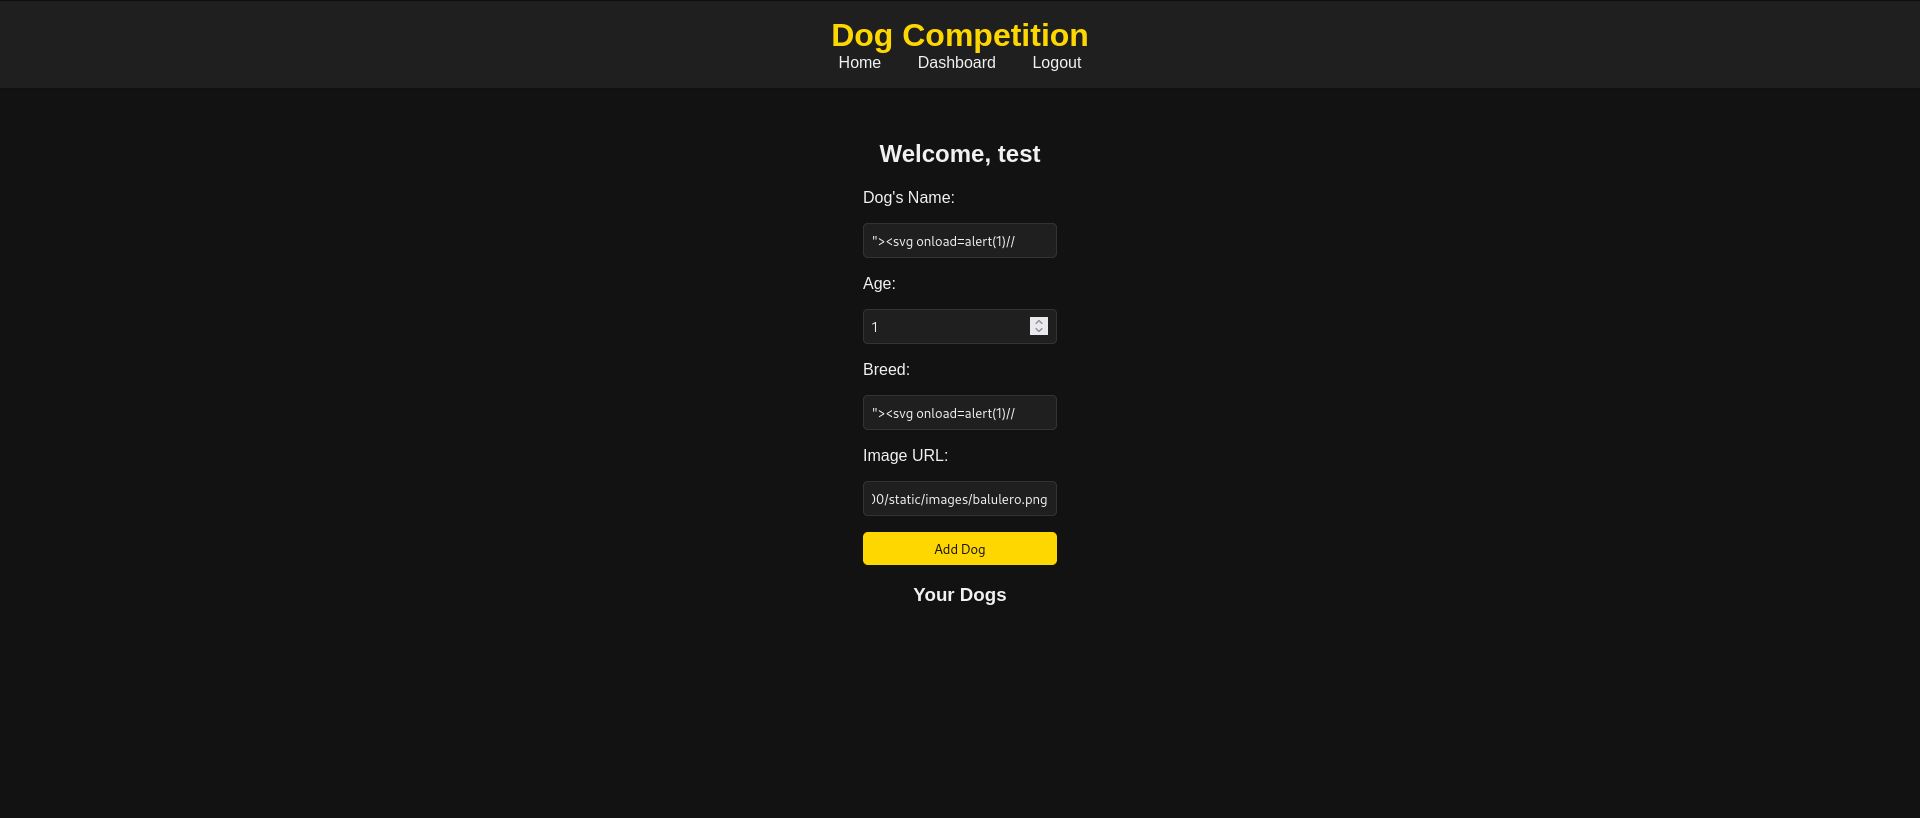 Dog Competition
Home Dashboard Logout
Welcome, test
Dog's Name:
"><svg onload=alert(1)//
Age:
1
Breed:
"><svg onload=alert(1)//
Image URL:
0/static/images/balulero.png
Add Dog
Your Dogs